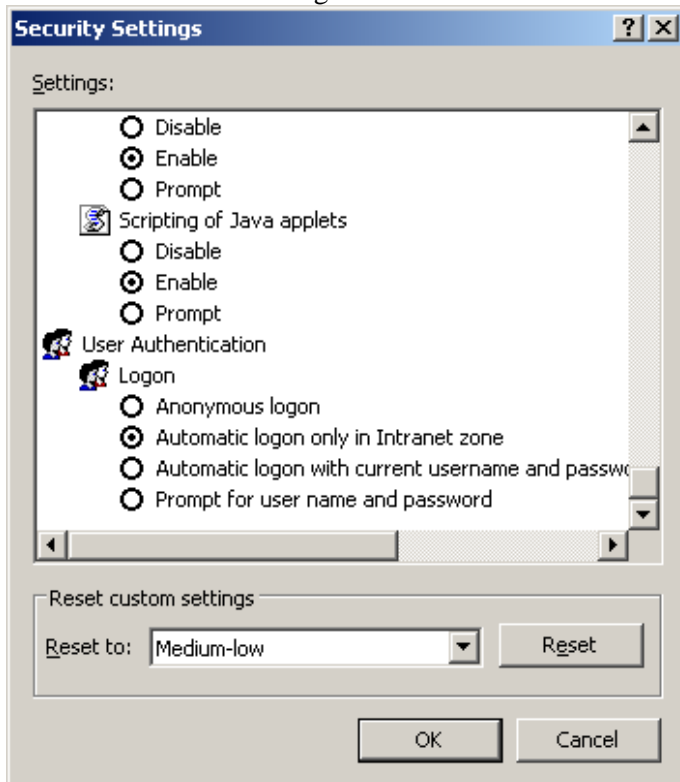 Security Settings
Settings:
Disable
Enable
Prompt
Scripting of Java applets
Disable
Enable
Prompt
User Authentication
Logon
Anonymous logon
Automatic logon only in Intranet zone
Automatic logon with current username and
Prompt for user name and password
Reset custom settings
Reset to: Medium-low Reset
OK Cancel